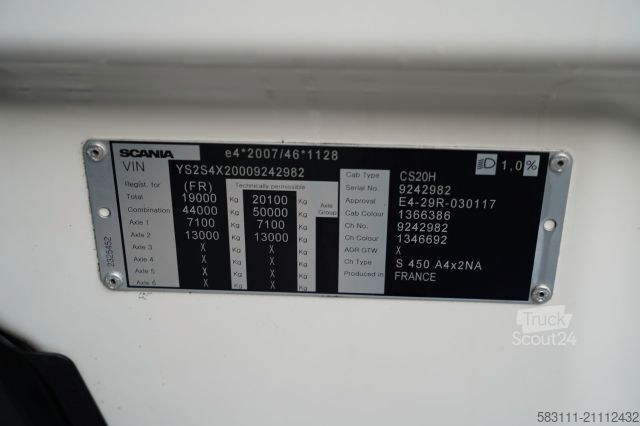 SCANIA e4*2007/46*1128
VIN YS2S4X20009242982
1,0%
Regist. for (FR) Technically permissible
Total 19000 Kg 20100 Kg Axle Group
Combination 44000 Kg 50000 Kg
Axle 1 7100 Kg 7100 Kg
Axle 2 13000 Kg 13000 Kg
Axle 3 X Kg X Kg
Axle 4 X Kg X Kg
Axle 5 X Kg X Kg
Axle 6 X Kg X Kg
Cab Type CS20H
Serial No. 9242982
Approval E4-29R-030117
Cab Colour 1366386
Ch No. 9242982
Ch Colour 1346692
AGR GTW X
Ch Type S 450 A4x2NA
FRANCE
2325452
Truck
Scout24
583111-21112432